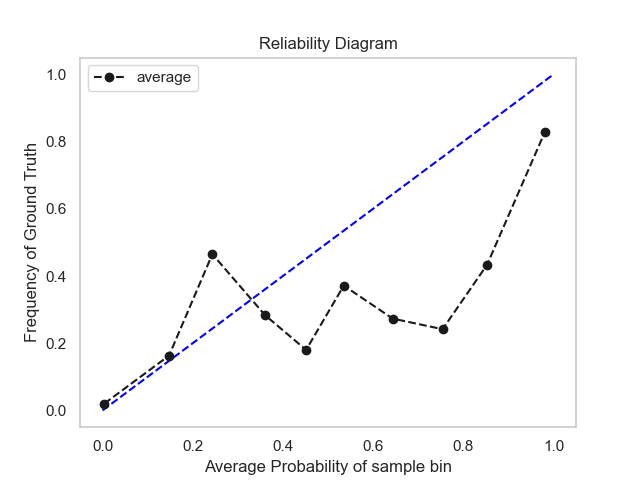 Reliability Diagram
average
Frequency of Ground Truth
1.0
0.8
0.6
0.4
0.2
0.0
0.0 0.2 0.4 0.6 0.8 1.0
Average Probability of sample bin